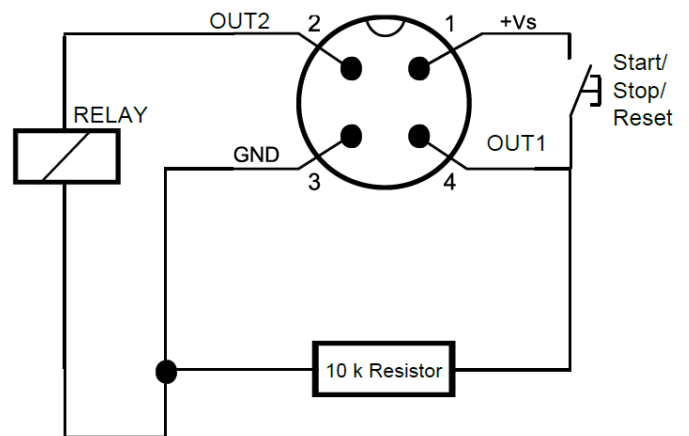 OUT2
2
1
+Vs
Start/
Stop/
Reset
RELAY
GND
OUT1
3
4
10 k Resistor